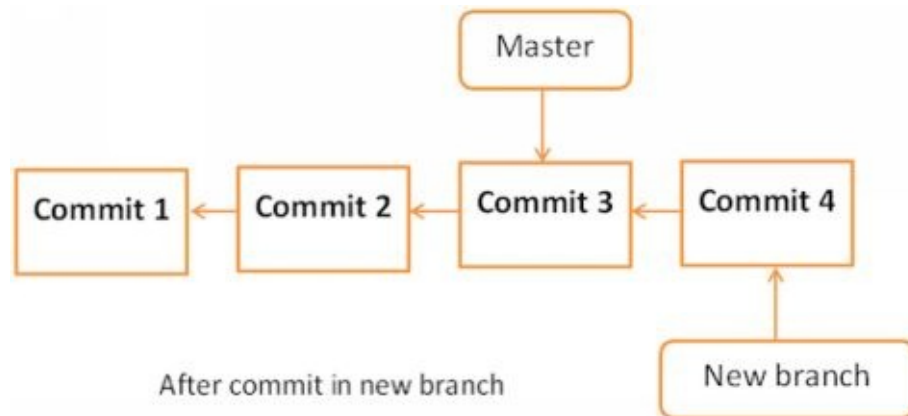 Master
Commit 1
Commit 2
Commit 3
Commit 4
After commit in new branch
New branch